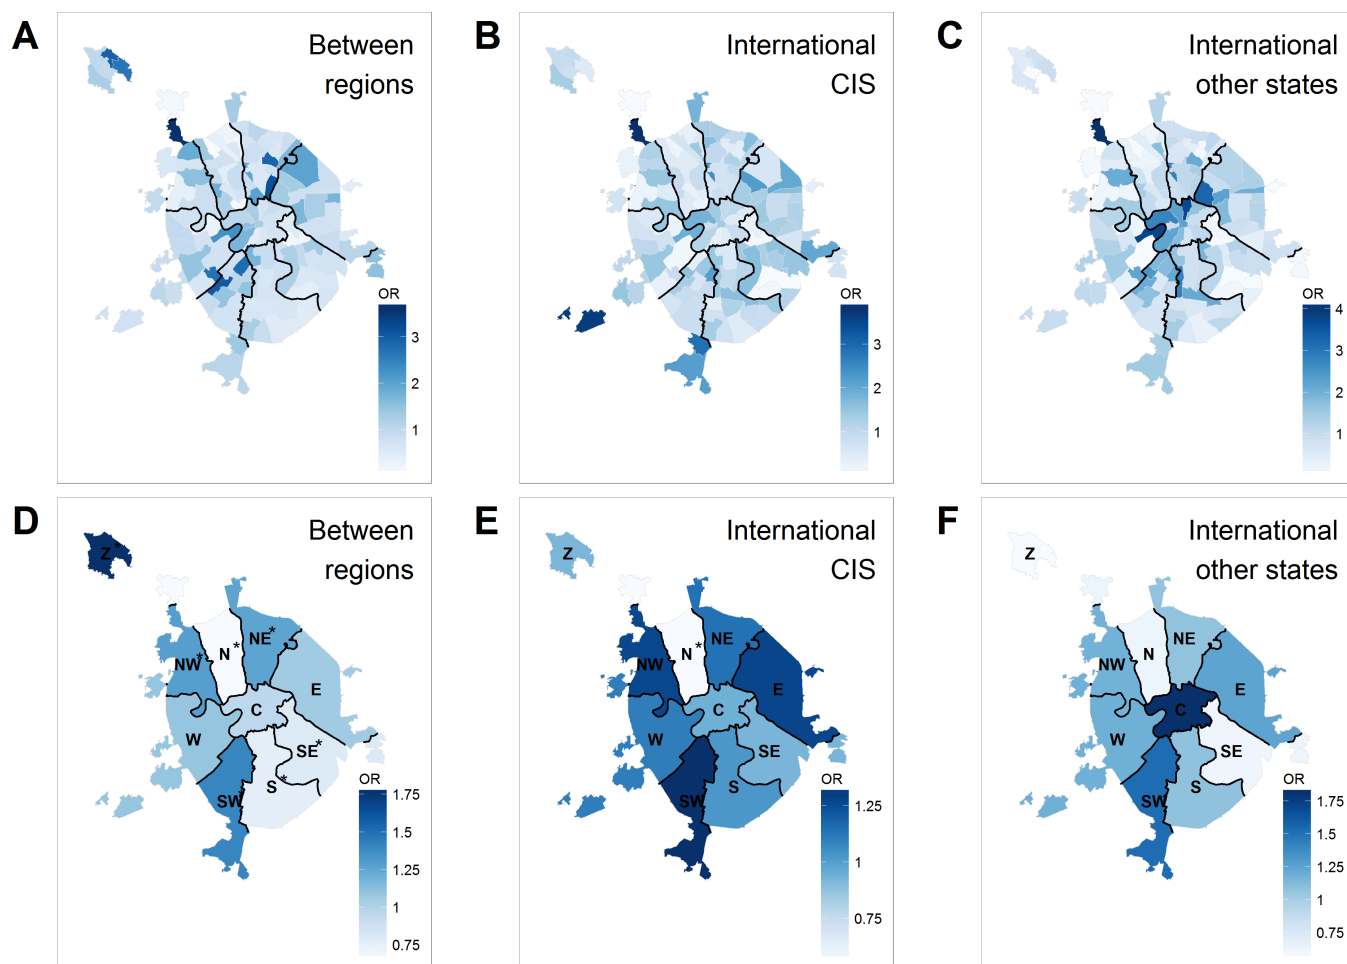 A
Between
regions
OR
3
2
1
B
International
CIS
OR
3
2
1
C
International
other states
OR
4
3
2
1
D
Between
regions
Z*
NW*
N*
NE*
E
C
W
SE*
S*
SW
OR
1.75
1.5
1.25
1
0.75
E
International
CIS
Z
NW
N*
NE
E
C
W
SE
S
SW
OR
1.25
1
0.75
F
International
other states
Z
NW
N
NE
E
C
W
SE
S
SW
OR
1.75
1.5
1.25
1
0.75